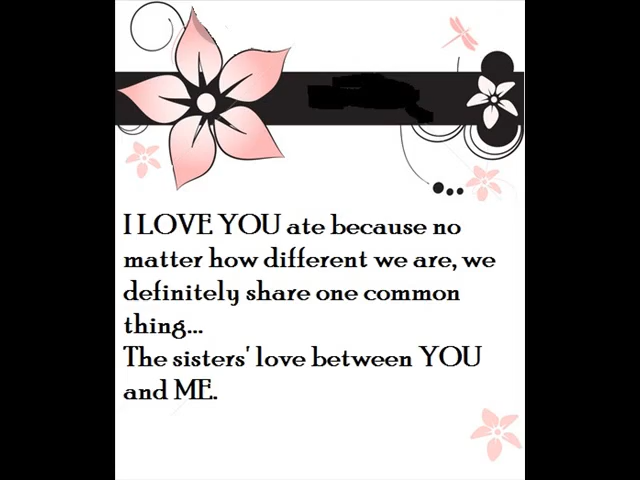 I LOVE YOU ate because no
matter how different we are, we
definitely share one common
thing...
The sisters' love between YOU
and ME.